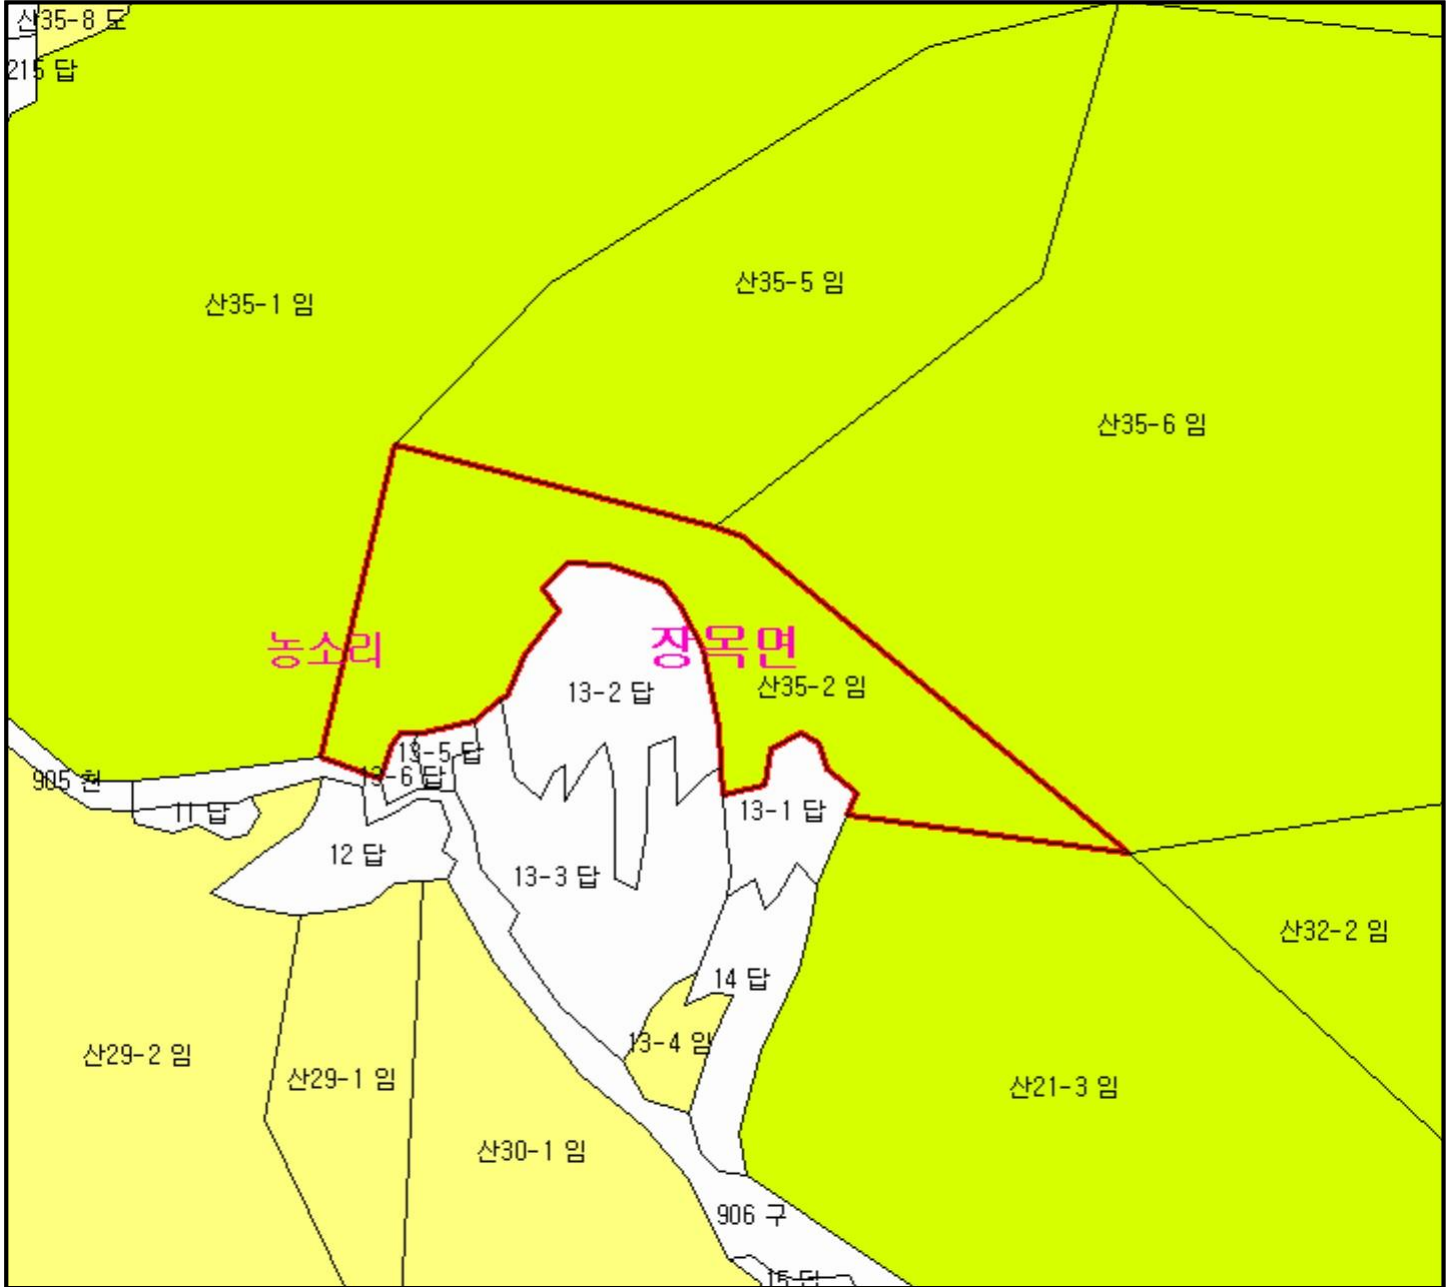 산35-8 도
215 답
산35-5 임
산35-1 임
산35-6 임
농소리
장목면
산35-2 임
13-2 답
13-5 답
13-6 답
905 천
11 답
13-1 답
12 답
13-3 답
산32-2 임
14 답
13-4 임
산29-2 임
산29-1 임
산21-3 임
산30-1 임
906 구
15 답